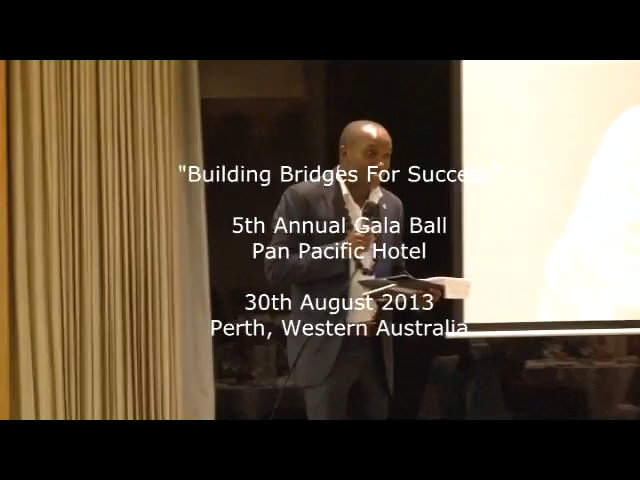 "Building Bridges For Success"
5th Annual Gala Ball
Pan Pacific Hotel
30th August 2013
Perth, Western Australia